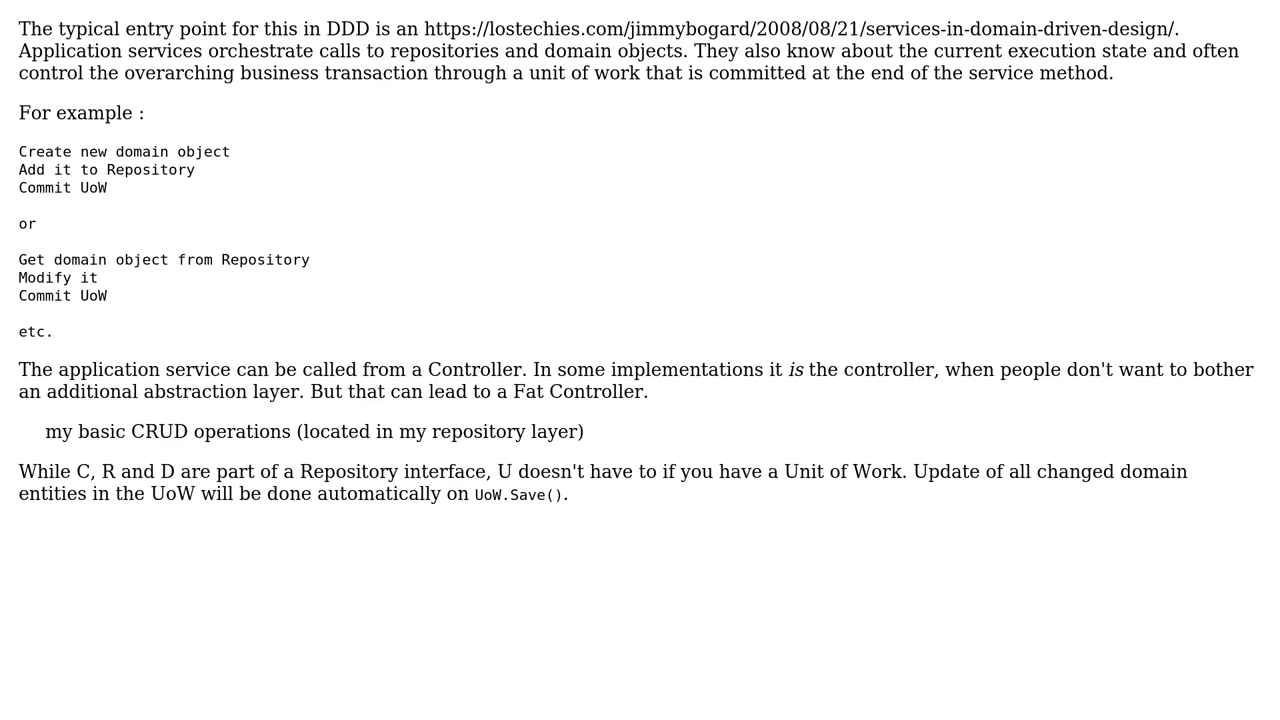 The typical entry point for this in DDD is an https://lostechies.com/jimmybogard/2008/08/21/services-in-domain-driven-design/.
Application services orchestrate calls to repositories and domain objects. They also know about the current execution state and often
control the overarching business transaction through a unit of work that is committed at the end of the service method.
For example :
Create new domain object
Add it to Repository
Commit UoW
or
Get domain object from Repository
Modify it
Commit UoW
etc.
The application service can be called from a Controller. In some implementations it is the controller, when people don't want to bother
an additional abstraction layer. But that can lead to a Fat Controller.
my basic CRUD operations (located in my repository layer)
While C, R and D are part of a Repository interface, U doesn't have to if you have a Unit of Work. Update of all changed domain
entities in the UoW will be done automatically on UoW.Save().